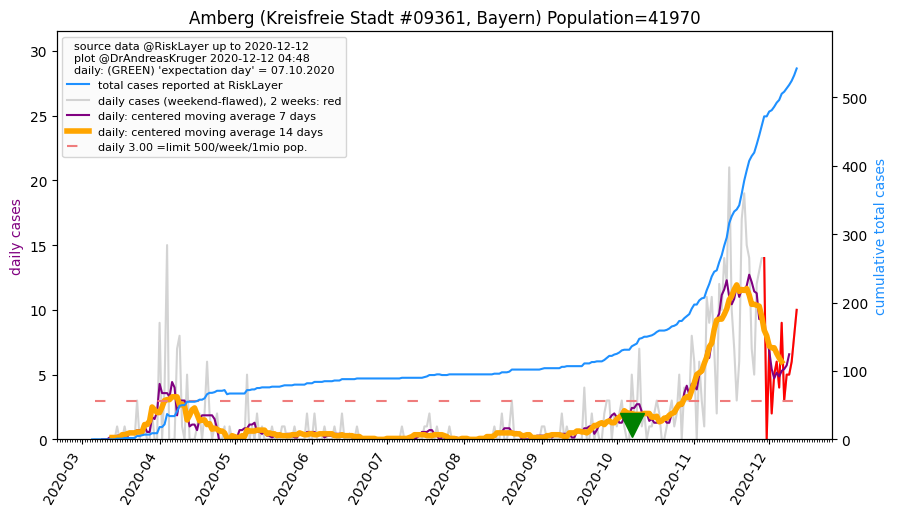 Amberg (Kreisfreie Stadt #09361, Bayern) Population=41970
source data @RiskLayer up to 2020-12-12
plot @DrAndreasKruger 2020-12-12 04:48
daily: (GREEN) 'expectation day' = 07.10.2020
total cases reported at RiskLayer
daily cases (weekend-flawed), 2 weeks: red
daily: centered moving average 7 days
daily: centered moving average 14 days
daily 3.00 =limit 500/week/1mio pop.
daily cases
30
25
20
15
10
5
0
cumulative total cases
500
400
300
200
100
0
2020-03
2020-04
2020-05
2020-06
2020-07
2020-08
2020-09
2020-10
2020-11
2020-12